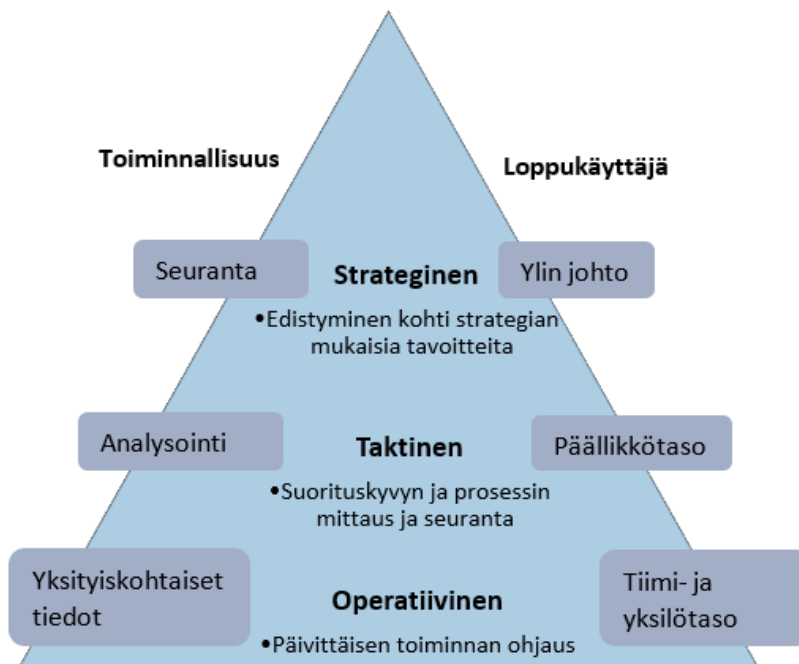 Toiminnallisuus
Loppukäyttäjä
Seuranta
Strateginen
Ylin johto
•Edistyminen kohti strategian
mukaisia tavoitteita
Analysointi
Taktinen
Päällikkötaso
•Suorituskyvyn ja prosessin
mittaus ja seuranta
Yksityiskohtaiset
tiedot
Operatiivinen
Tiimi- ja
yksilötaso
•Päivittäisen toiminnan ohjaus